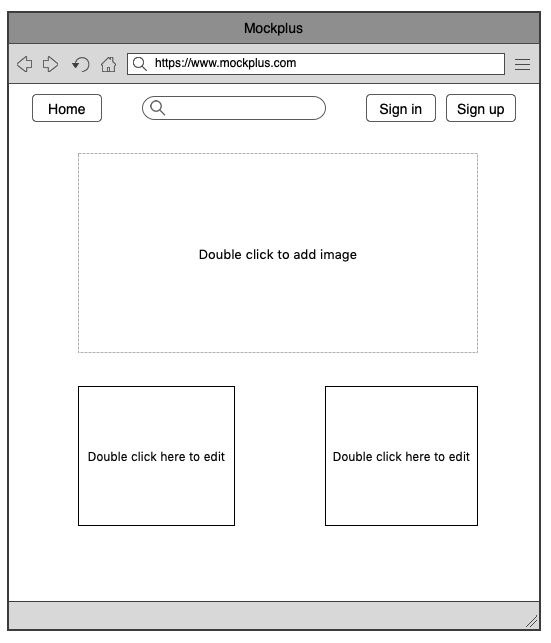 Mockplus
https://www.mockplus.com
Home
Sign in
Sign up
Double click to add image
Double click here to edit
Double click here to edit